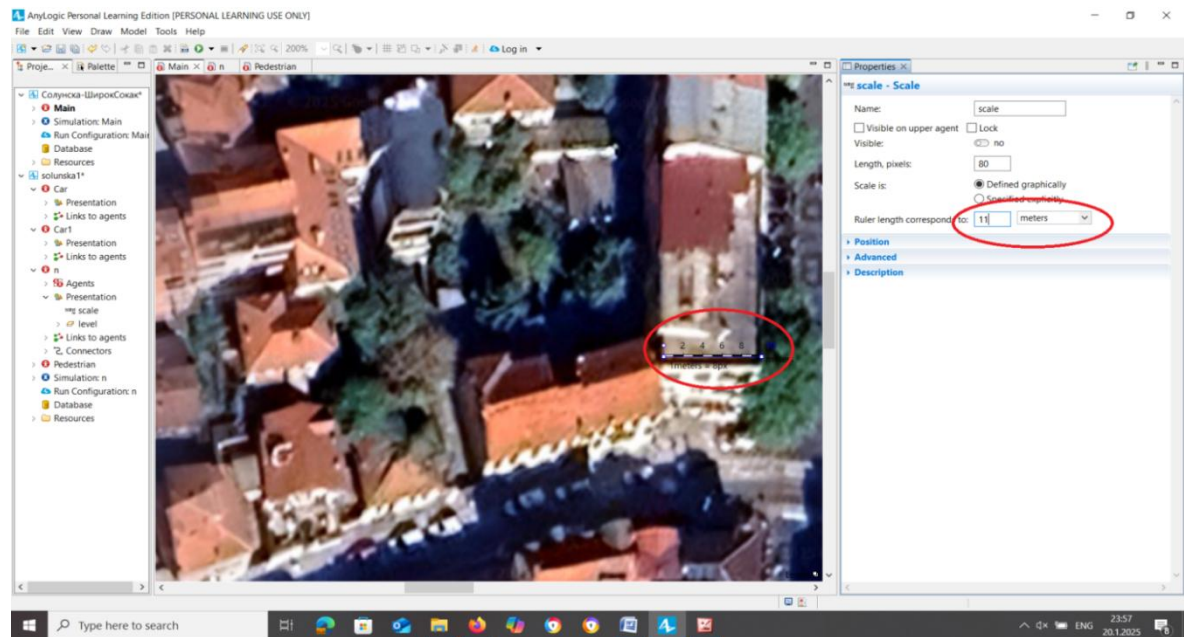 AnyLogic Personal Learning Edition [PERSONAL LEARNING USE ONLY]
File Edit View Draw Model Tools Help
200%
Log in
Proje...
Palette
Main
n
Pedestrian
Properties
Солунска-ШирокСокак*
Main
Simulation: Main
Run Configuration: Mai
Database
Resources
solunska1*
Car
Presentation
Links to agents
Car1
Presentation
Links to agents
n
Agents
Presentation
scale
level
Links to agents
Connectors
Pedestrian
Simulation: n
Run Configuration: n
Database
Resources
2 4 6 8
1meters = 8px
scale - Scale
Name: scale
Visible on upper agent Lock
Visible: no
Length, pixels: 80
Scale is: Defined graphically
Specified explicitly
Ruler length corresponds to: 11 meters
Position
Advanced
Description
Type here to search
ENG
23:57
20.1.2025